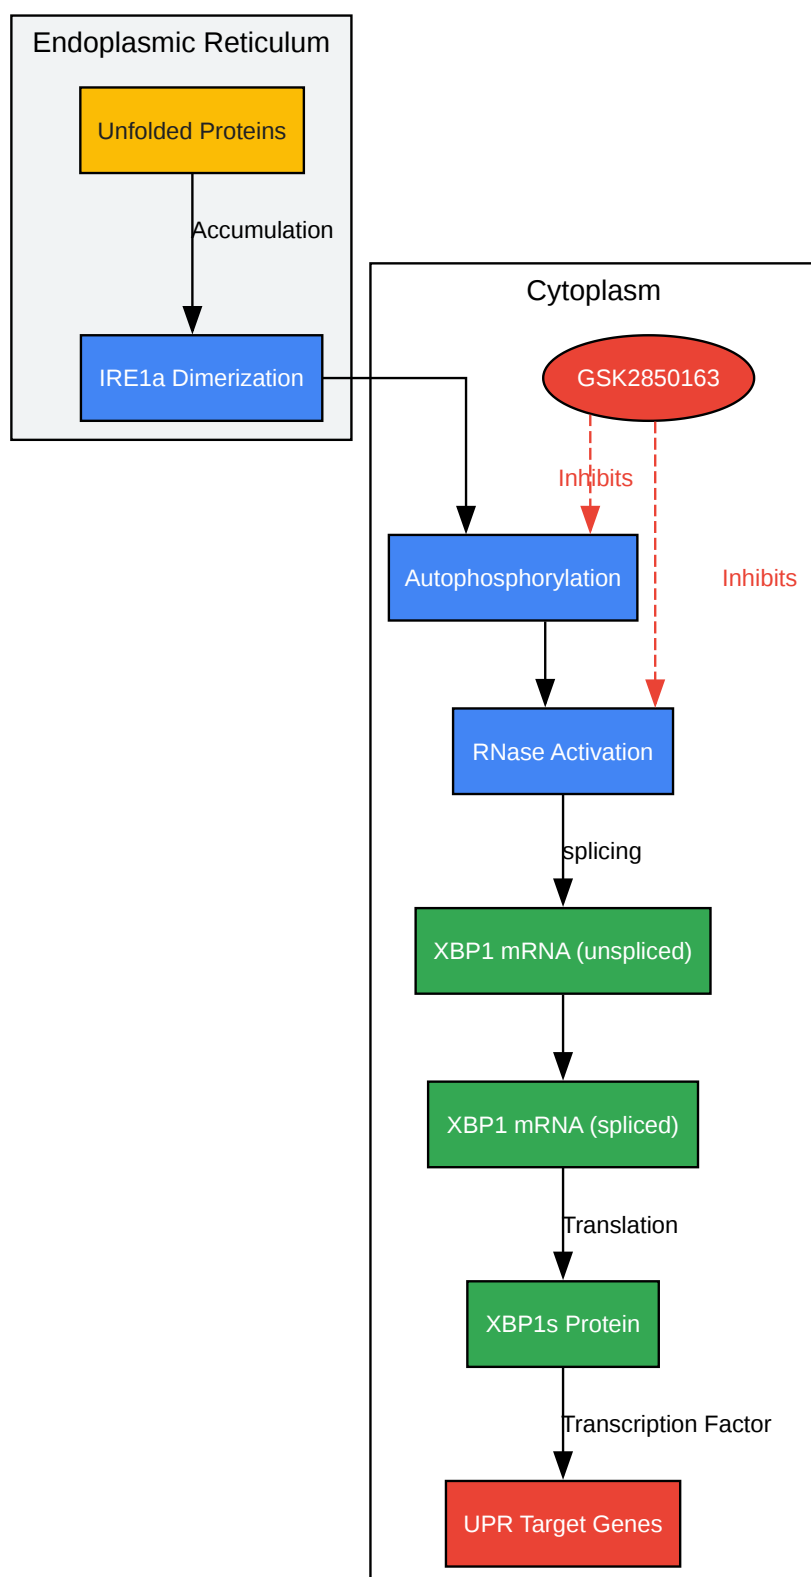 Endoplasmic Reticulum
Unfolded Proteins
Accumulation
IRE1a Dimerization
Cytoplasm
GSK2850163
Inhibits
Autophosphorylation
Inhibits
RNase Activation
splicing
XBP1 mRNA (unspliced)
XBP1 mRNA (spliced)
Translation
XBP1s Protein
Transcription Factor
UPR Target Genes